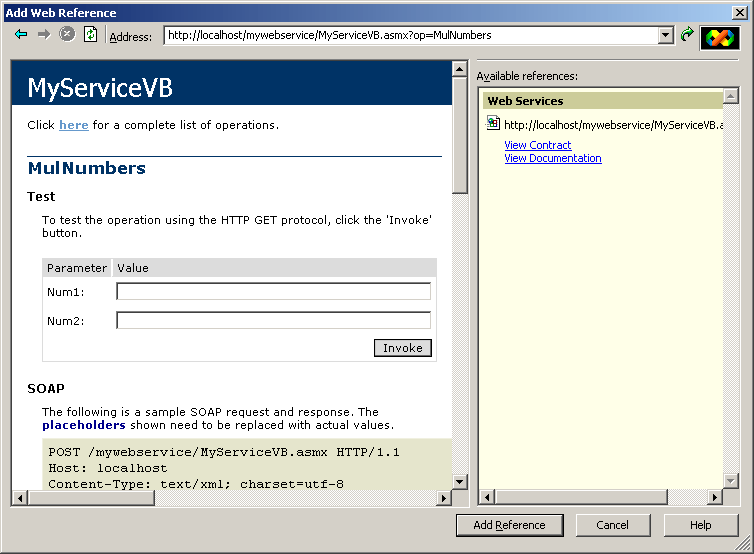 Add Web Reference
Address: http://localhost/mywebservice/MyServiceVB.asmx?op=MulNumbers
MyServiceVB
Click here for a complete list of operations.
MulNumbers
Test
To test the operation using the HTTP GET protocol, click the 'Invoke'
button.
Parameter Value
Num1:
Num2:
Invoke
SOAP
The following is a sample SOAP request and response. The
placeholders shown need to be replaced with actual values.
POST /mywebservice/MyServiceVB.asmx HTTP/1.1
Host: localhost
Content-Type: text/xml; charset=utf-8
Available references:
Web Services
http://localhost/mywebservice/MyServiceVB.a
View Contract
View Documentation
Add Reference
Cancel
Help